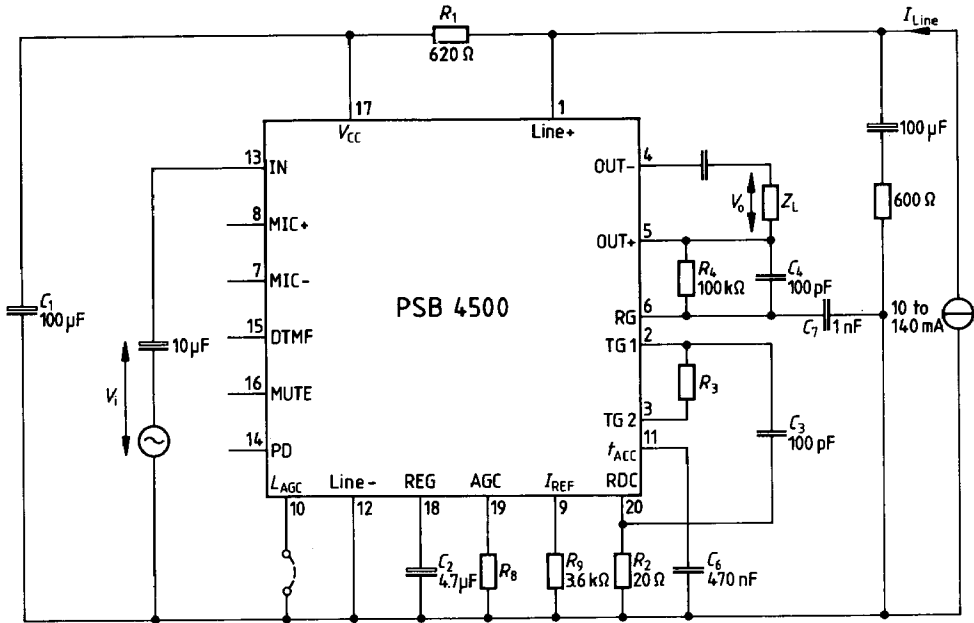 R1
620 Ω
ILine
17
1
VCC
Line+
100 µF
13
IN
OUT-
4
Vo
ZL
600 Ω
8
MIC+
OUT+
5
7
MIC-
R4
100 kΩ
C4
100 pF
C1
100 µF
PSB 4500
RG
6
C7
1 nF
10 to
140 mA
10 µF
15
DTMF
TG1
2
Vi
R3
16
MUTE
TG2
3
C3
100 pF
14
PD
tACC
11
LAGC
Line-
REG
AGC
IREF
RDC
10
12
18
19
9
20
C2
4.7 µF
R8
R9
3.6 kΩ
R2
20 Ω
C6
470 nF